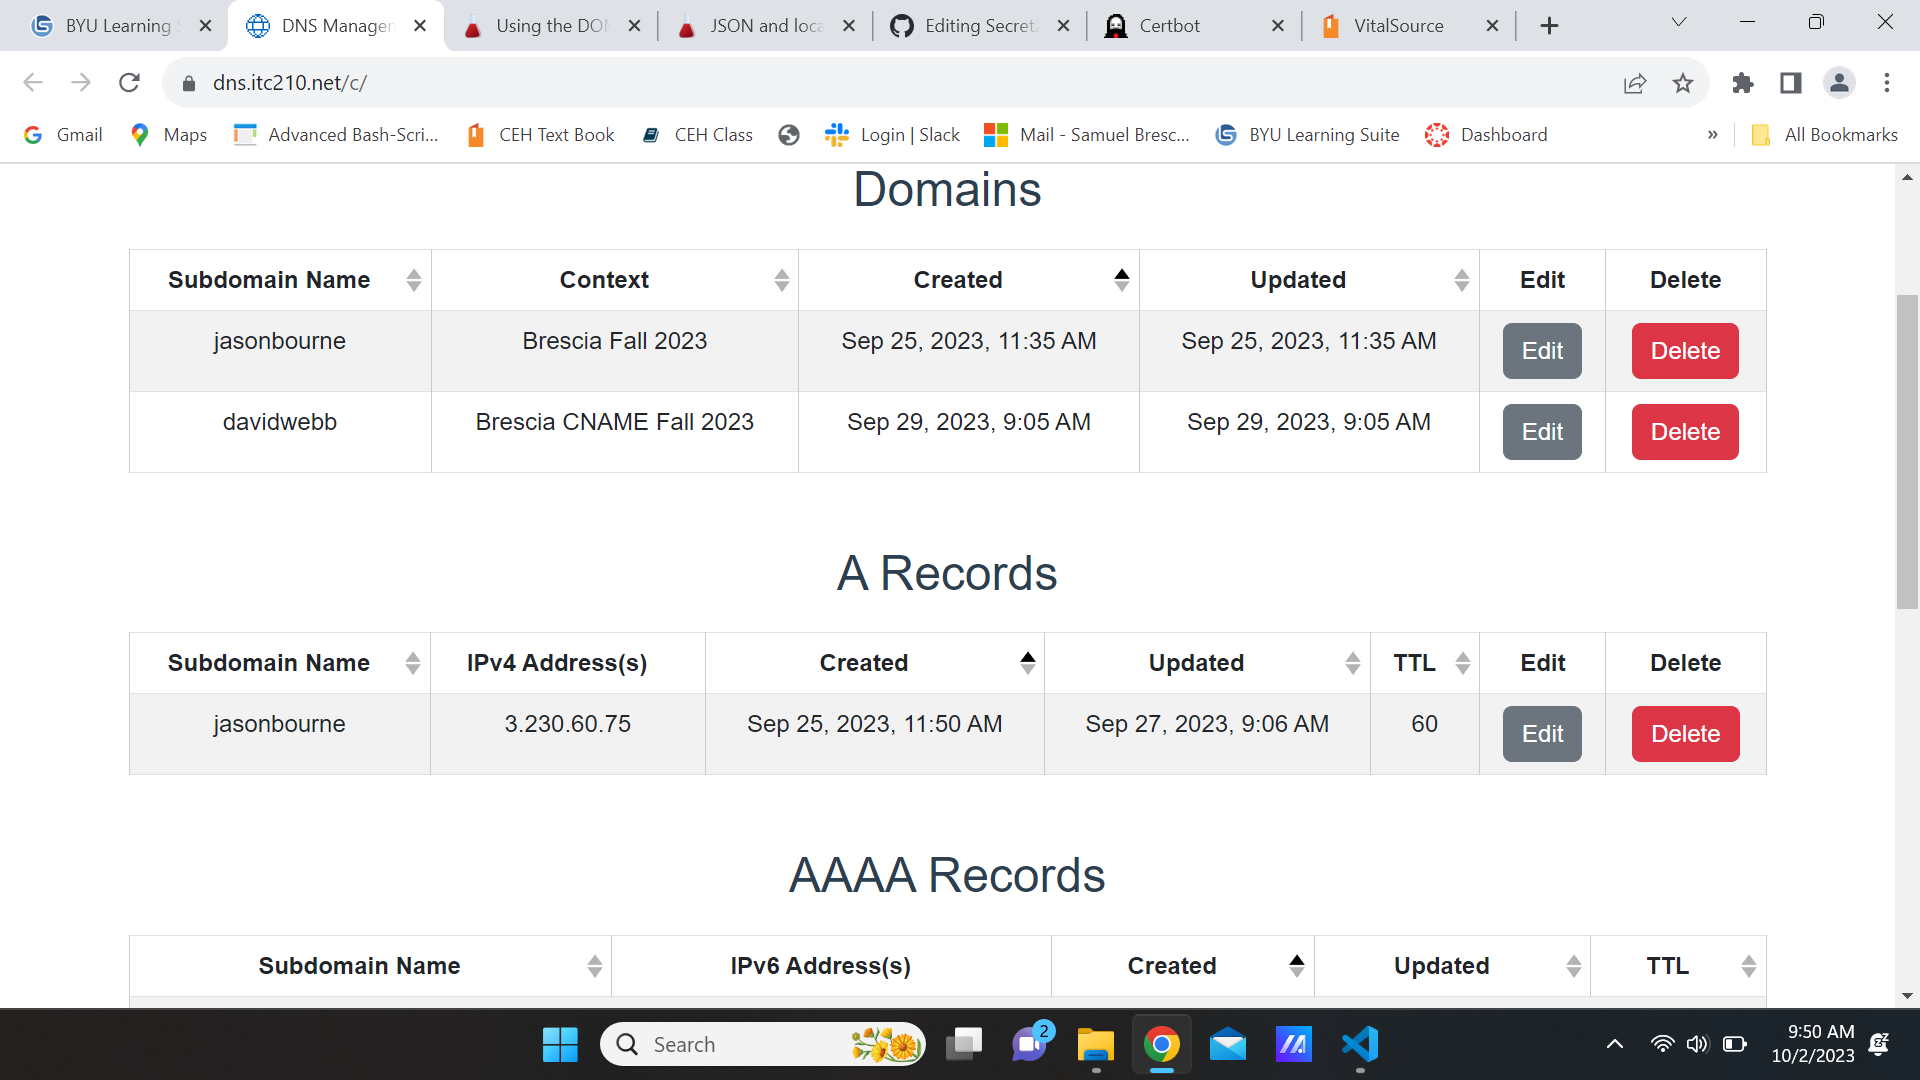 BYU Learning S
DNS Managem
Using the DOM
JSON and loca
Editing Secret
Certbot
VitalSource
dns.itc210.net/c/
Gmail
Maps
Advanced Bash-Scri...
CEH Text Book
CEH Class
Login | Slack
Mail - Samuel Bresc...
BYU Learning Suite
Dashboard
»
All Bookmarks
Domains
Subdomain Name Context Created Updated Edit Delete
jasonbourne Brescia Fall 2023 Sep 25, 2023, 11:35 AM Sep 25, 2023, 11:35 AM Edit Delete
davidwebb Brescia CNAME Fall 2023 Sep 29, 2023, 9:05 AM Sep 29, 2023, 9:05 AM Edit Delete
A Records
Subdomain Name IPv4 Address(s) Created Updated TTL Edit Delete
jasonbourne 3.230.60.75 Sep 25, 2023, 11:50 AM Sep 27, 2023, 9:06 AM 60 Edit Delete
AAAA Records
Subdomain Name IPv6 Address(s) Created Updated TTL
Search
2
9:50 AM
10/2/2023